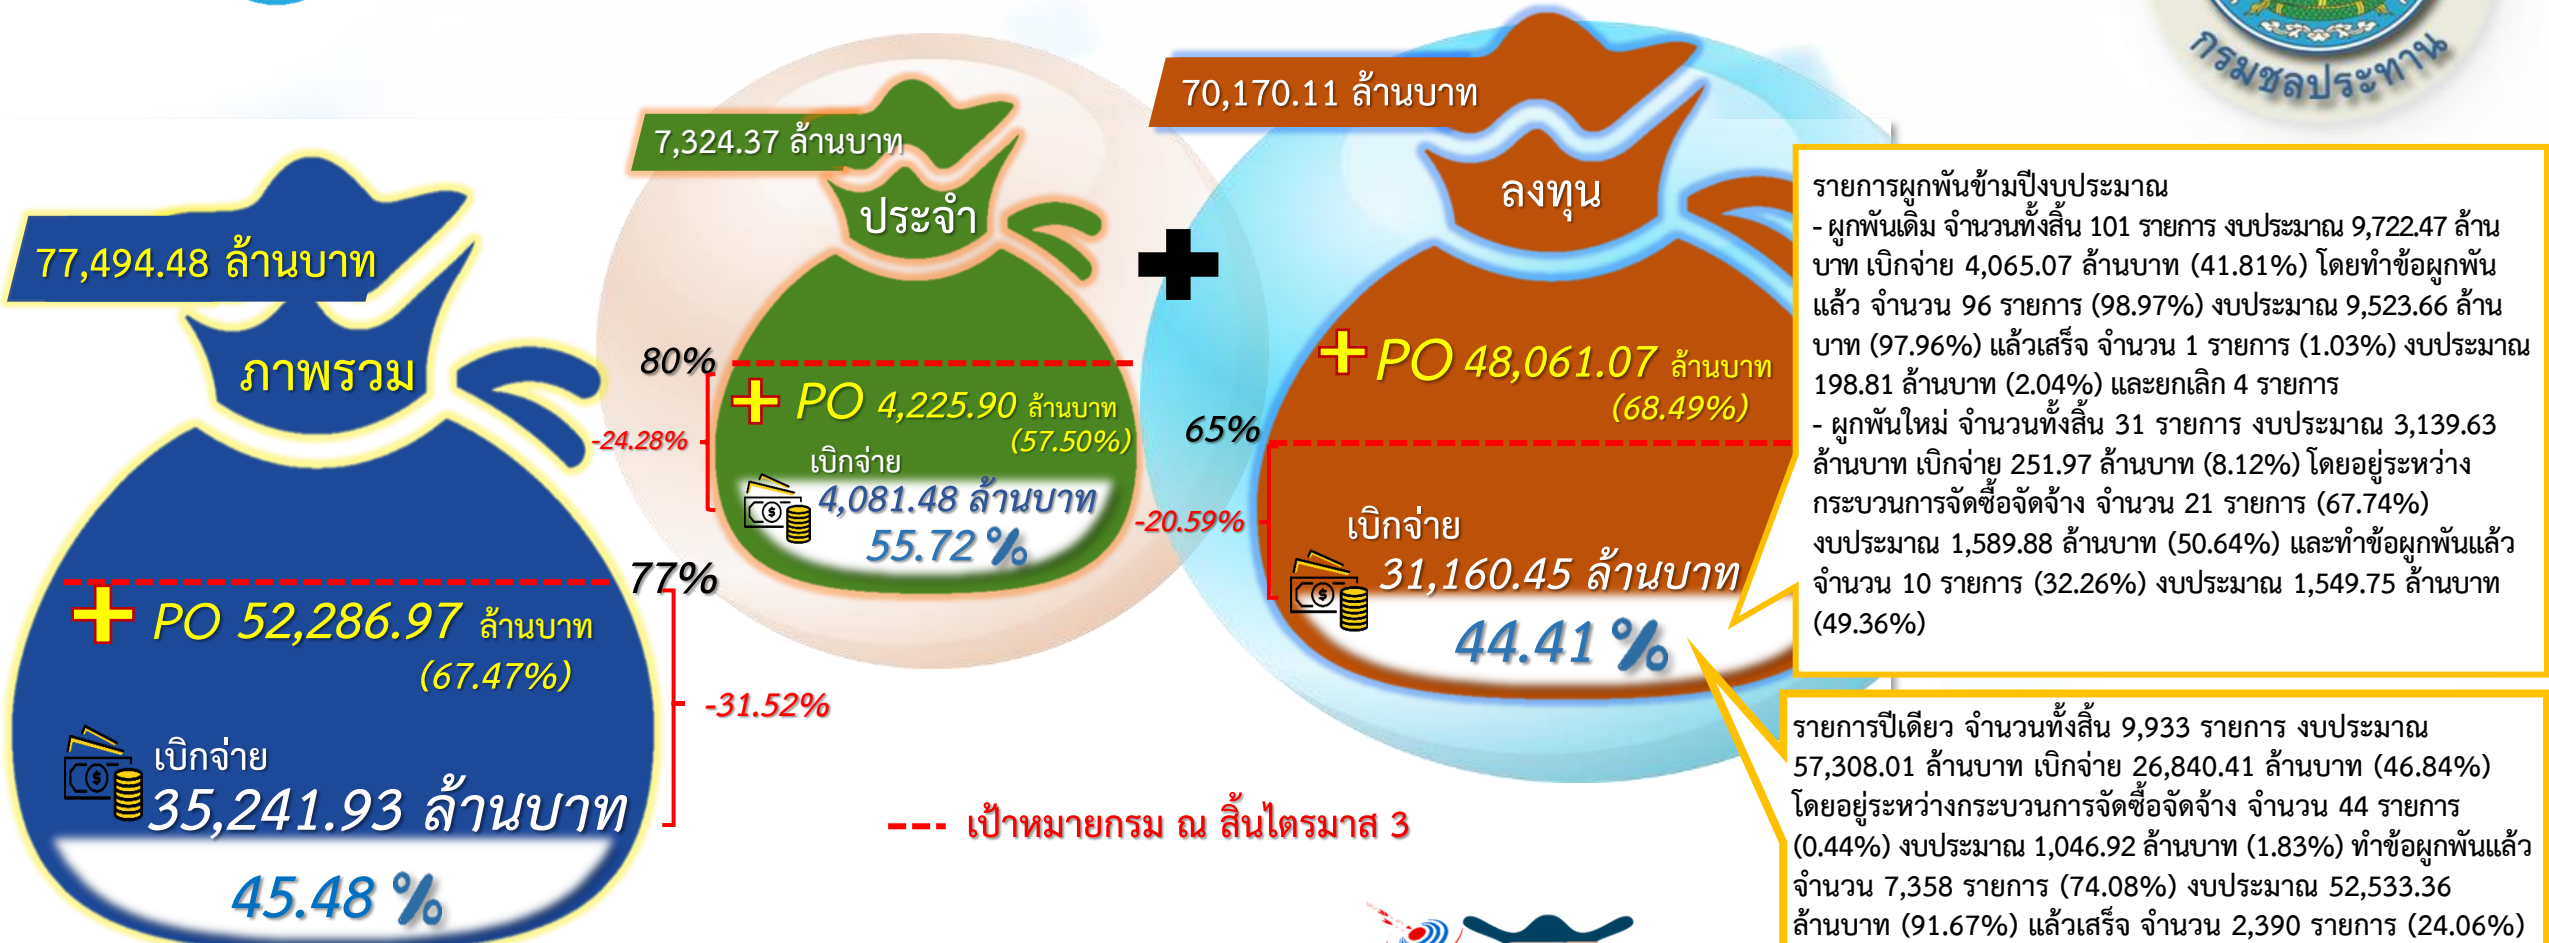 กรมชลประทาน
77,494.48 ล้านบาท
ภาพรวม
77%
PO 52,286.97 ล้านบาท
(67.47%)
-31.52%
เบิกจ่าย
35,241.93 ล้านบาท
45.48 %
7,324.37 ล้านบาท
ประจำ
80%
+ PO 4,225.90 ล้านบาท
(57.50%)
-24.28%
เบิกจ่าย
4,081.48 ล้านบาท
55.72 %
+
70,170.11 ล้านบาท
ลงทุน
+ PO 48,061.07 ล้านบาท
(68.49%)
65%
-20.59%
เบิกจ่าย
31,160.45 ล้านบาท
44.41 %
--- เป้าหมายกรม ณ สิ้นไตรมาส 3
รายการผูกพันข้ามปีงบประมาณ
- ผูกพันเดิม จำนวนทั้งสิ้น 101 รายการ งบประมาณ 9,722.47 ล้าน
บาท เบิกจ่าย 4,065.07 ล้านบาท (41.81%) โดยทำข้อผูกพัน
แล้ว จำนวน 96 รายการ (98.97%) งบประมาณ 9,523.66 ล้าน
บาท (97.96%) แล้วเสร็จ จำนวน 1 รายการ (1.03%) งบประมาณ
198.81 ล้านบาท (2.04%) และยกเลิก 4 รายการ
- ผูกพันใหม่ จำนวนทั้งสิ้น 31 รายการ งบประมาณ 3,139.63
ล้านบาท เบิกจ่าย 251.97 ล้านบาท (8.12%) โดยอยู่ระหว่าง
กระบวนการจัดซื้อจัดจ้าง จำนวน 21 รายการ (67.74%)
งบประมาณ 1,589.88 ล้านบาท (50.64%) และทำข้อผูกพันแล้ว
จำนวน 10 รายการ (32.26%) งบประมาณ 1,549.75 ล้านบาท
(49.36%)
รายการปีเดียว จำนวนทั้งสิ้น 9,933 รายการ งบประมาณ
57,308.01 ล้านบาท เบิกจ่าย 26,840.41 ล้านบาท (46.84%)
โดยอยู่ระหว่างกระบวนการจัดซื้อจัดจ้าง จำนวน 44 รายการ
(0.44%) งบประมาณ 1,046.92 ล้านบาท (1.83%) ทำข้อผูกพันแล้ว
จำนวน 7,358 รายการ (74.08%) งบประมาณ 52,533.36
ล้านบาท (91.67%) แล้วเสร็จ จำนวน 2,390 รายการ (24.06%)